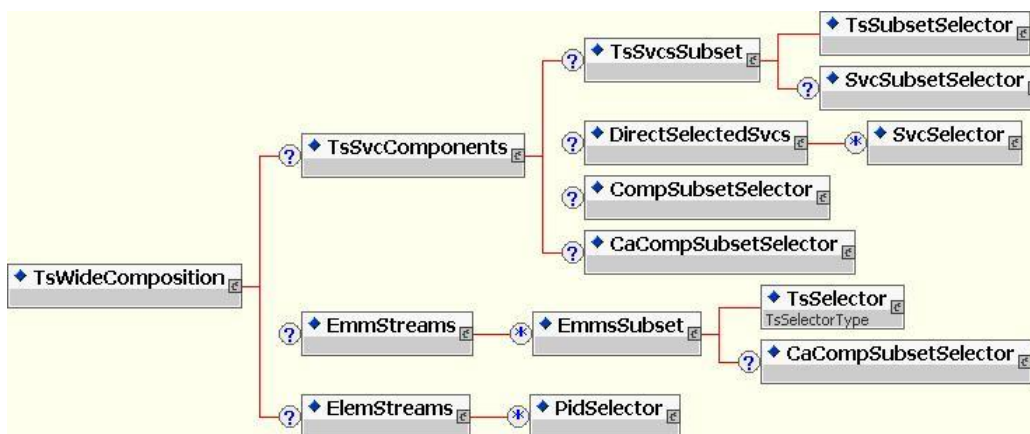 TsWideComposition
? TsSvcComponents
? TsSvcsSubset
TsSubsetSelector
? SvcSubsetSelector
? DirectSelectedSvcs
* SvcSelector
? CompSubsetSelector
? CaCompSubsetSelector
? EmmStreams
* EmmsSubset
TsSelector
TsSelectorType
? CaCompSubsetSelector
? ElemStreams
* PidSelector